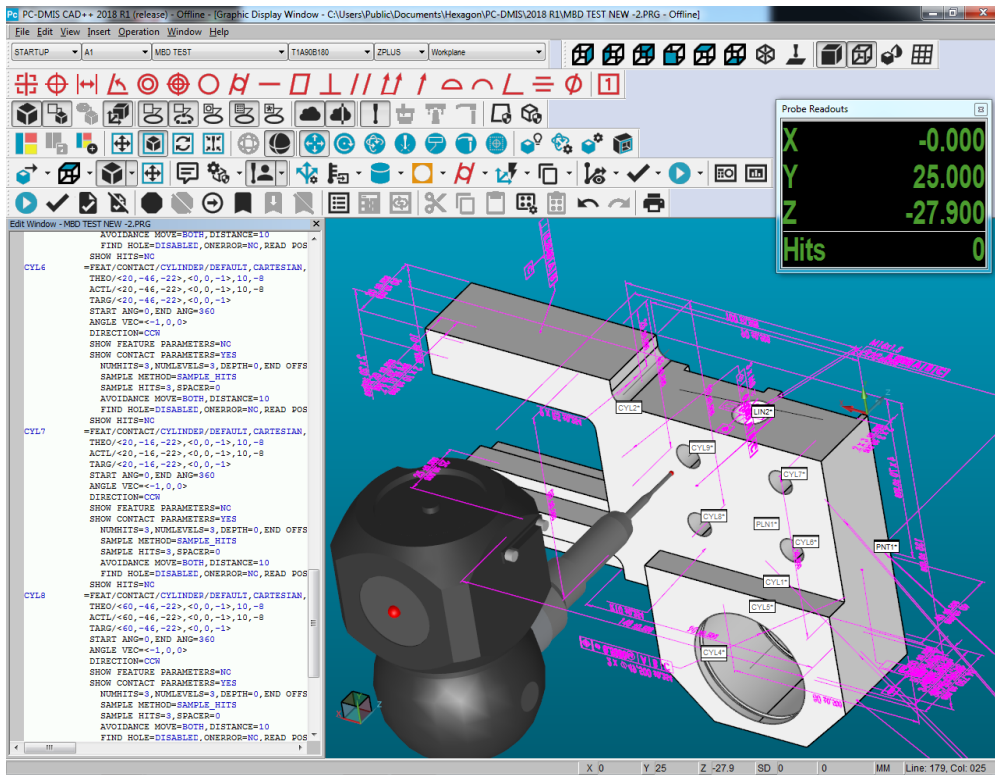 PC-DMIS CAD++ 2018 R1 (release) - Offline - [Graphic Display Window - C:\Users\Public\Documents\Hexagon\PC-DMIS\2018 R1\MBD TEST NEW -2.PRG - Offline]
File Edit View Insert Operation Window Help
STARTUP A1 MBD TEST T1A90B180 ZPLUS Workplane
Probe Readouts
X -0.000
Y 25.000
Z -27.900
Hits 0
Edit Window - MBD TEST NEW -2.PRG
AVOIDANCE MOVE=BOTH,DISTANCE=10
FIND HOLE=DISABLED,ONERROR=NO,READ POS
SHOW HITS=NO
CYL6 =FEAT/CONTACT/CYLINDER/DEFAULT,CARTESIAN,
THEO/<20,-46,-22>,<0,0,-1>,10,-8
ACTL/<20,-46,-22>,<0,0,-1>,10,-8
TARG/<20,-46,-22>,<0,0,-1>
START ANG=0,END ANG=360
ANGLE VEC=<-1,0,0>
DIRECTION=CCW
SHOW FEATURE PARAMETERS=NO
SHOW CONTACT PARAMETERS=YES
NUMHITS=3,NUMLEVELS=3,DEPTH=0,END OFFS
SAMPLE METHOD=SAMPLE_HITS
SAMPLE HITS=3,SPACER=0
AVOIDANCE MOVE=BOTH,DISTANCE=10
FIND HOLE=DISABLED,ONERROR=NO,READ POS
SHOW HITS=NO
CYL7 =FEAT/CONTACT/CYLINDER/DEFAULT,CARTESIAN,
THEO/<20,-16,-22>,<0,0,-1>,10,-8
ACTL/<20,-16,-22>,<0,0,-1>,10,-8
TARG/<20,-16,-22>,<0,0,-1>
START ANG=0,END ANG=360
ANGLE VEC=<-1,0,0>
DIRECTION=CCW
SHOW FEATURE PARAMETERS=NO
SHOW CONTACT PARAMETERS=YES
NUMHITS=3,NUMLEVELS=3,DEPTH=0,END OFFS
SAMPLE METHOD=SAMPLE_HITS
SAMPLE HITS=3,SPACER=0
AVOIDANCE MOVE=BOTH,DISTANCE=10
FIND HOLE=DISABLED,ONERROR=NO,READ POS
SHOW HITS=NO
CYL8 =FEAT/CONTACT/CYLINDER/DEFAULT,CARTESIAN,
THEO/<60,-46,-22>,<0,0,-1>,10,-8
ACTL/<60,-46,-22>,<0,0,-1>,10,-8
TARG/<60,-46,-22>,<0,0,-1>
START ANG=0,END ANG=360
ANGLE VEC=<-1,0,0>
DIRECTION=CCW
SHOW FEATURE PARAMETERS=NO
SHOW CONTACT PARAMETERS=YES
NUMHITS=3,NUMLEVELS=3,DEPTH=0,END OFFS
SAMPLE METHOD=SAMPLE_HITS
SAMPLE HITS=3,SPACER=0
AVOIDANCE MOVE=BOTH,DISTANCE=10
FIND HOLE=DISABLED,ONERROR=NO,READ POS
CYL2*
LIN2*
CYL9*
CYL7*
CYL8*
PLN1*
CYL6*
PNT1*
CYL1*
CYL5*
CYL4*
X 0 Y 25 Z -27.9 SD 0 0 MM Line: 179, Col: 025